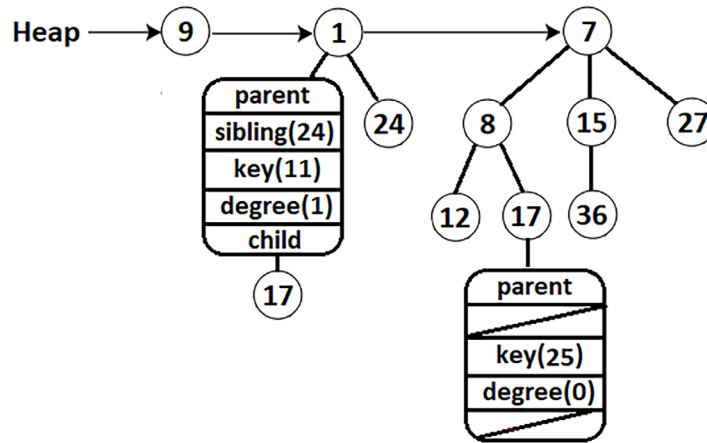 Heap 9 1 7
parent
sibling(24)
key(11)
degree(1)
child
24
8 15 27
12 17 36
17
parent
key(25)
degree(0)